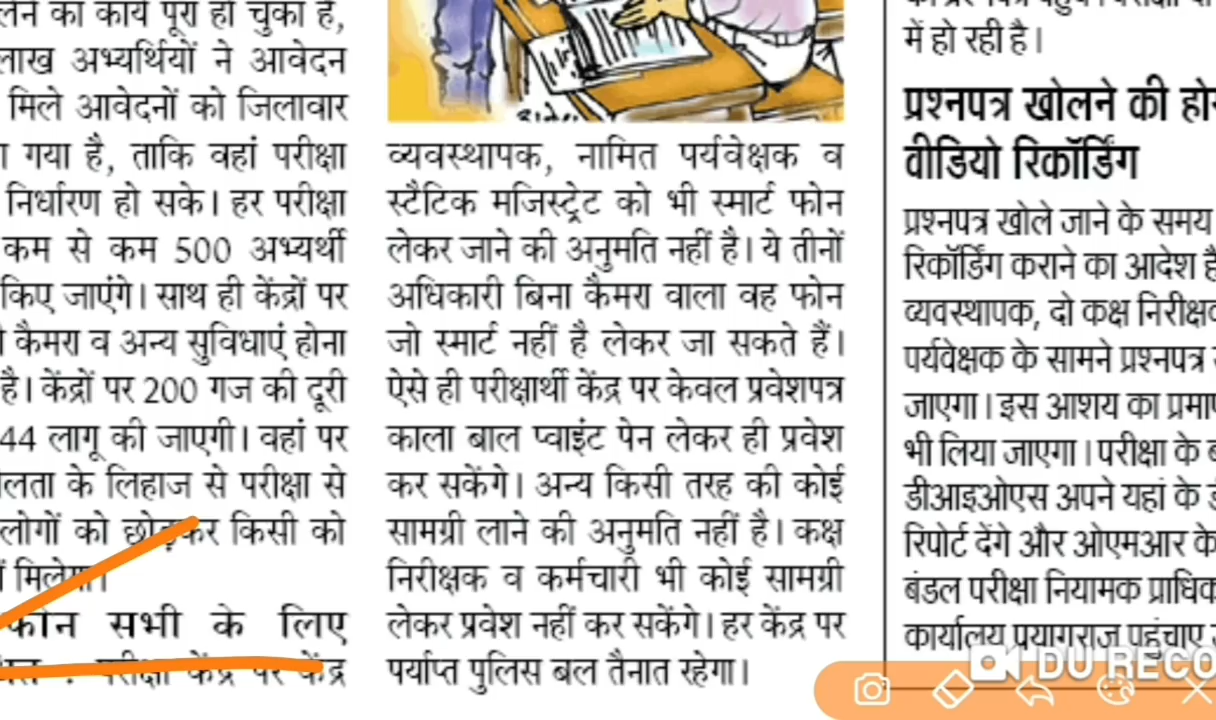 लाख अभ्यर्थियों ने आवेदन
मिले आवेदनों को जिलावार
गया है, ताकि वहां परीक्षा
निर्धारण हो सके। हर परीक्षा
कम से कम 500 अभ्यर्थी
किए जाएंगे। साथ ही केंद्रों पर
कैमरा व अन्य सुविधाएं होना
है। केंद्रों पर 200 गज की दूरी
44 लागू की जाएगी। वहां पर
के लिहाज से परीक्षा से
लोगों को छोड़कर किसी को
मिलेगा।
फोन सभी के लिए
परीक्षा केंद्र पर केंद्र
व्यवस्थापक, नामित पर्यवेक्षक व
स्टैटिक मजिस्ट्रेट को भी स्मार्ट फोन
लेकर जाने की अनुमति नहीं है। ये तीनों
अधिकारी बिना कैमरा वाला वह फोन
जो स्मार्ट नहीं है लेकर जा सकते हैं।
ऐसे ही परीक्षार्थी केंद्र पर केवल प्रवेशपत्र
काला बाल प्वाइंट पेन लेकर ही प्रवेश
कर सकेंगे। अन्य किसी तरह की कोई
सामग्री लाने की अनुमति नहीं है। कक्ष
निरीक्षक व कर्मचारी भी कोई सामग्री
लेकर प्रवेश नहीं कर सकेंगे। हर केंद्र पर
पर्याप्त पुलिस बल तैनात रहेगा।
में हो रही है।
प्रश्नपत्र खोलने की
वीडियो रिकॉर्डिंग
प्रश्नपत्र खोले जाने के समय
रिकॉर्डिंग कराने का आदेश
व्यवस्थापक, दो कक्ष
पर्यवेक्षक के सामने प्रश्नपत्र
जाएगा। इस आशय का
भी लिया जाएगा। परीक्षा के
डीआइओएस अपने यहां के
रिपोर्ट देंगे और ओएमआर के
बंडल परीक्षा नियामक
कार्यालय प्रयागराज पहुंचाए
DU RECO